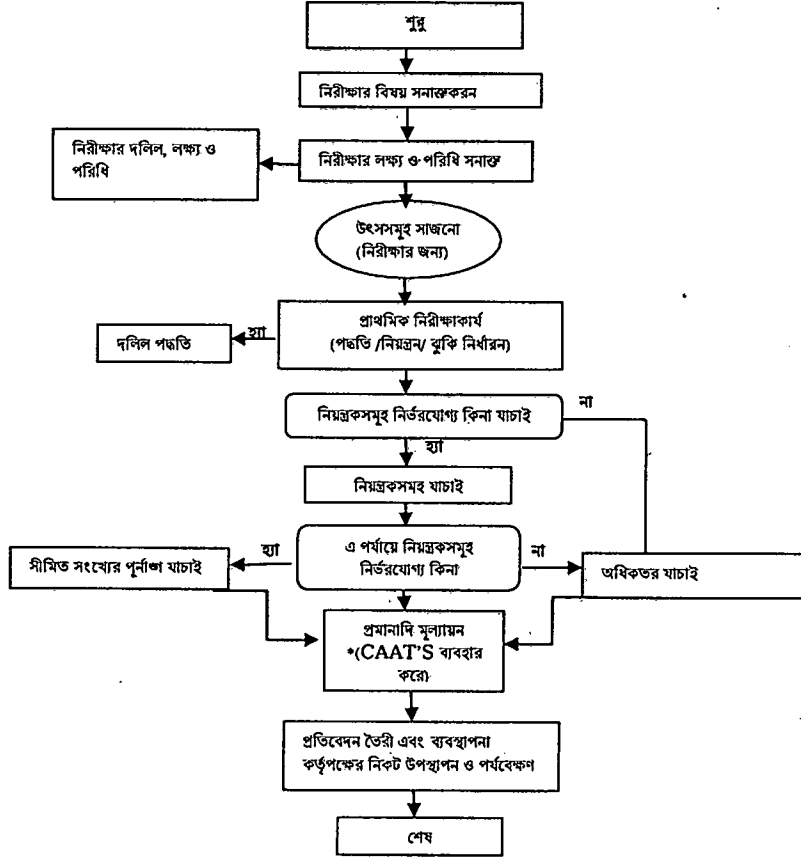 শুরু
নিরীক্ষার বিষয় সনাক্তকরন
নিরীক্ষার দলিল, লক্ষ্য ও
পরিধি
নিরীক্ষার লক্ষ্য ও পরিধি সনাক্ত
উৎসসমূহ সাজনো
(নিরীক্ষার জন্য)
প্রাথমিক নিরীক্ষাকার্য
(পদ্ধতি /নিয়ন্ত্রন/ ঝুকি নির্ধারন)
হ্যা
দলিল পদ্ধতি
নিয়ন্ত্রকসমূহ নির্ভরযোগ্য কিনা যাচাই
না
হ্যা
নিয়ন্ত্রকসমহ যাচাই
এ পর্যায়ে নিয়ন্ত্রকসমূহ
নির্ভরযোগ্য কিনা
হ্যা
না
সীমিত সংখ্যের পূর্নাঙ্গ যাচাই
অধিকতর যাচাই
প্রমানাদি মূল্যায়ন
*(CAAT'S ব্যবহার
করে)
প্রতিবেদন তৈরী এবং ব্যবস্থাপনা
কর্তৃপক্ষের নিকট উপস্থাপন ও পর্যবেক্ষণ
শেষ